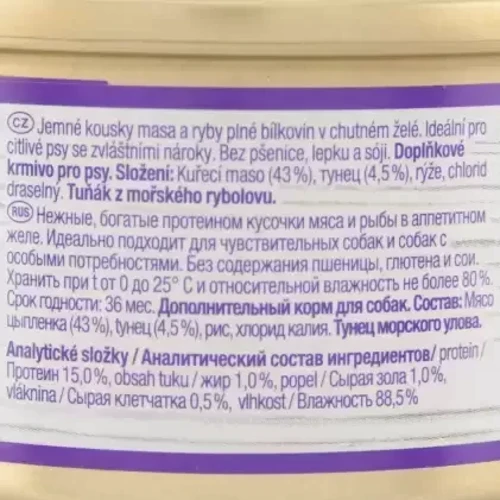 CZ Jemné kousky masa a ryby plné bílkovin v chutném želé. Ideální pro
citlivé psy se zvláštními nároky. Bez pšenice, lepku a sóji. Doplňkové
krmivo pro psy. Složení: Kuřecí maso (43%), tunec (4,5%), rýže, chlorid
draselný. Tuňák z mořského rybolovu.
RUS Нежные, богатые протеином кусочки мяса и рыбы в аппетитном
желе. Идеально подходит для чувствительных собак и собак с
особыми потребностями. Без содержания пшеницы, глютена и сои.
Хранить при t от 0 до 25° C и относительной влажность не более 80%.
Срок годности: 36 мес. Дополнительный корм для собак. Состав: Мясо
цыпленка (43%), тунец (4,5%), рис, хлорид калия. Тунец морского улова.
Analytické složky / Аналитический состав ингредиентов/ protein /
Протеин 15,0%, obsah tuku / жир 1,0%, popel / Сырая зола 1,0%,
vláknina / Сырая клетчатка 0,5%, vlhkost / Влажность 88,5%